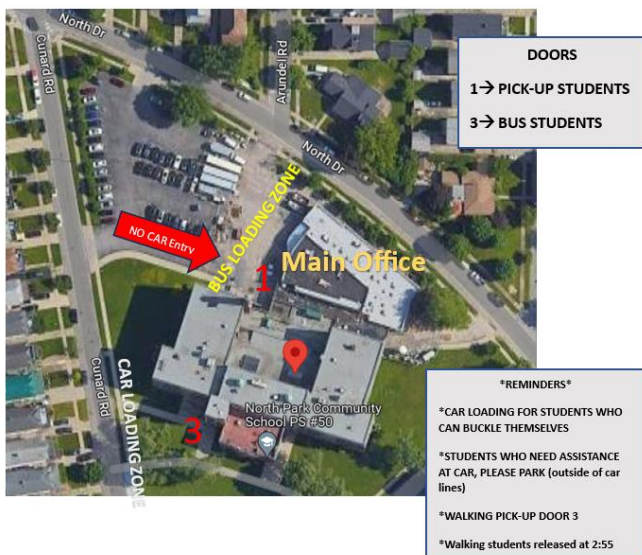 North Dr
Cunard Rd
Arundel Rd
North Dr
DOORS
1→ PICK-UP STUDENTS
3→ BUS STUDENTS
NO CAR Entry
BUS LOADING ZONE
1
Main Office
Cunard Rd
CAR LOADING ZONE
3
North Park Community
School PS #50
*REMINDERS*
*CAR LOADING FOR STUDENTS WHO
CAN BUCKLE THEMSELVES
*STUDENTS WHO NEED ASSISTANCE
AT CAR, PLEASE PARK (outside of car
lines)
*WALKING PICK-UP DOOR 3
*Walking students released at 2:55